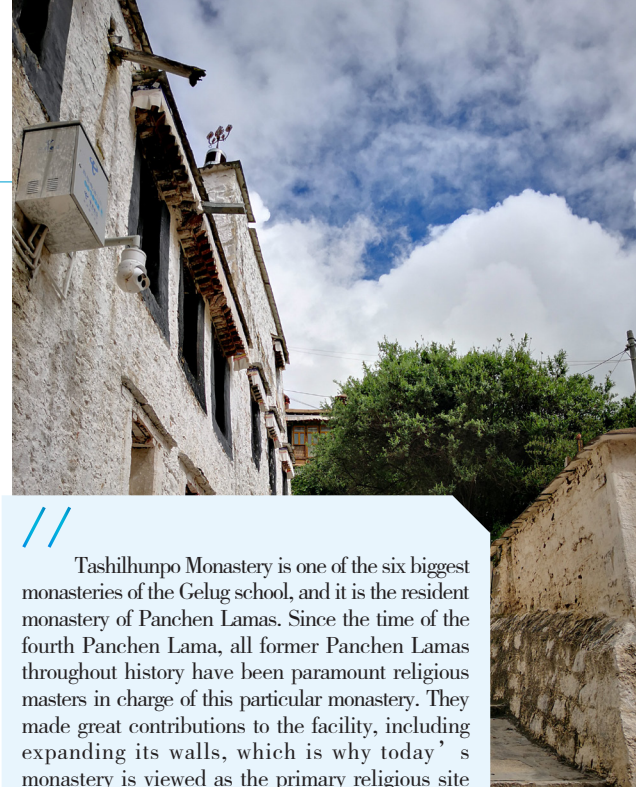 Tashilhunpo Monastery is one of the six biggest
monasteries of the Gelug school, and it is the resident
monastery of Panchen Lamas. Since the time of the
fourth Panchen Lama, all former Panchen Lamas
throughout history have been paramount religious
masters in charge of this particular monastery. They
made great contributions to the facility, including
expanding its walls, which is why today’s
monastery is viewed as the primary religious site